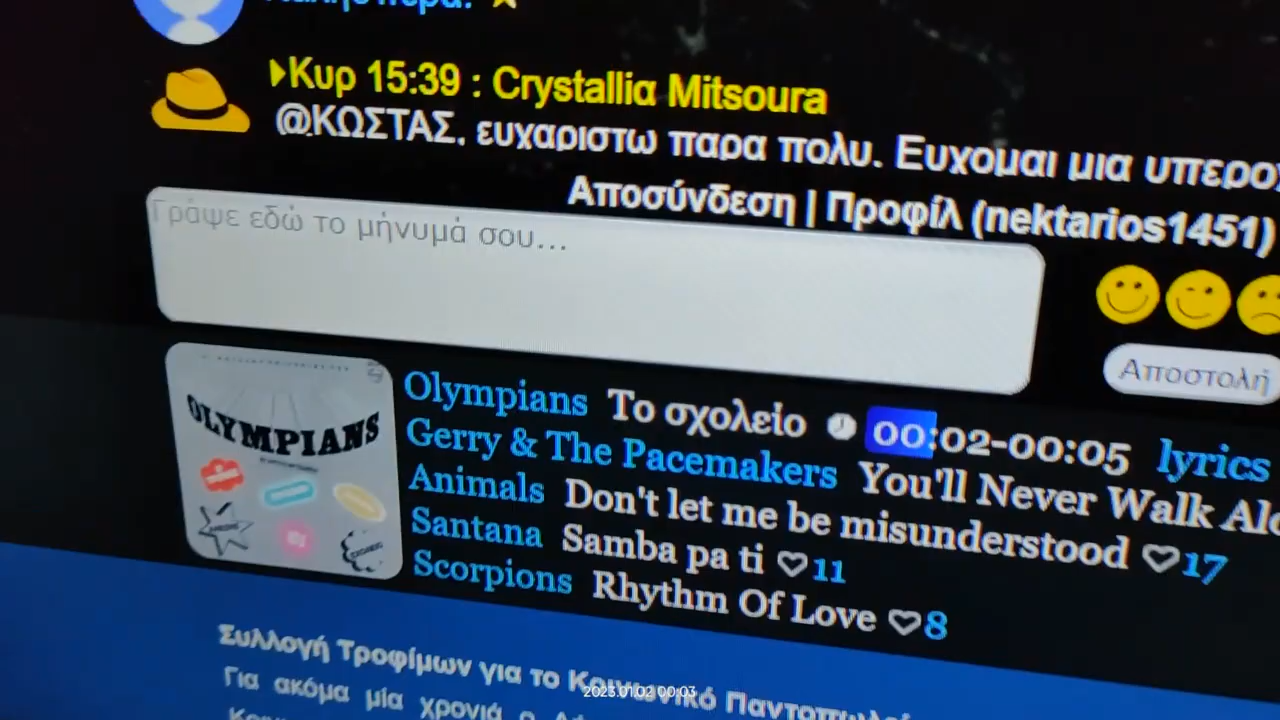 ▶Κυρ 15:39 : Crystallia Mitsoura
@ΚΩΣΤΑΣ, ευχαριστω παρα πολυ. Ευχομαι μια υπερο
Αποσύνδεση | Προφίλ (nektarios1451)
Γράψε εδώ το μήνυμά σου...
Αποστολή
OLYMPIANS
Olympians Το σχολείο 00:02-00:05 lyrics
Gerry & The Pacemakers You'll Never Walk Alo
Animals Don't let me be misunderstood ♡17
Santana Samba pa ti ♡11
Scorpions Rhythm Of Love ♡8
Συλλογή Τροφίμων για το Κοινωνικό Παντοπωλεί
Για ακόμα μία χρονιά ο
2023.01.02 00:03